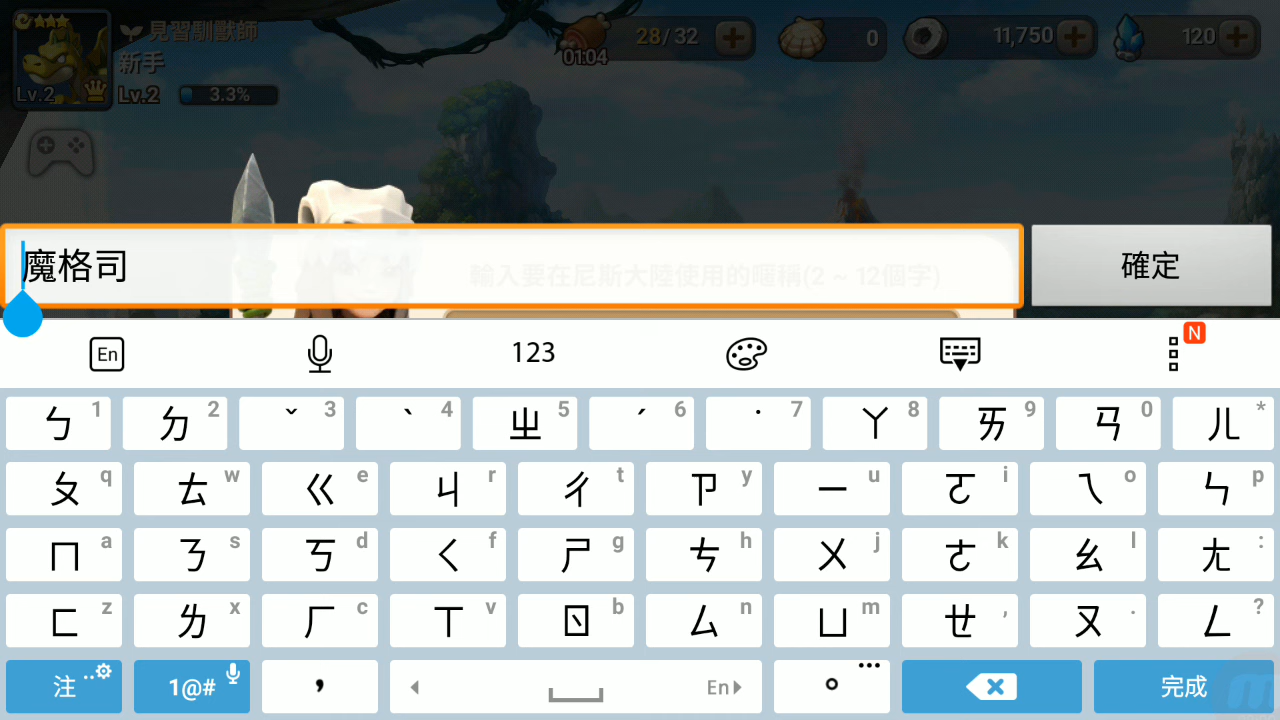 見習馴獸師
新手
Lv.2
Lv.2 3.3%
01:04
28/32
0
11,750
120
魔格司
輸入要在尼斯大陸使用的暱稱(2 ~ 12個字)
確定
En 123 N
ㄅ 1 ㄉ 2 ˇ 3 ˋ 4 ㄓ 5 ˊ 6 ˙ 7 ㄚ 8 ㄞ 9 ㄢ 0 ㄦ *
ㄆ q ㄊ w ㄍ e ㄐ r ㄔ t ㄗ y ㄧ u ㄛ i ㄟ o ㄣ p
ㄇ a ㄋ s ㄎ d ㄑ f ㄕ g ㄘ h ㄨ j ㄜ k ㄠ l ㄤ :
ㄈ z ㄌ x ㄏ c ㄒ v ㄖ b ㄙ n ㄩ m ㄝ , ㄡ . ㄥ ?
注 1@# , En 。 完成